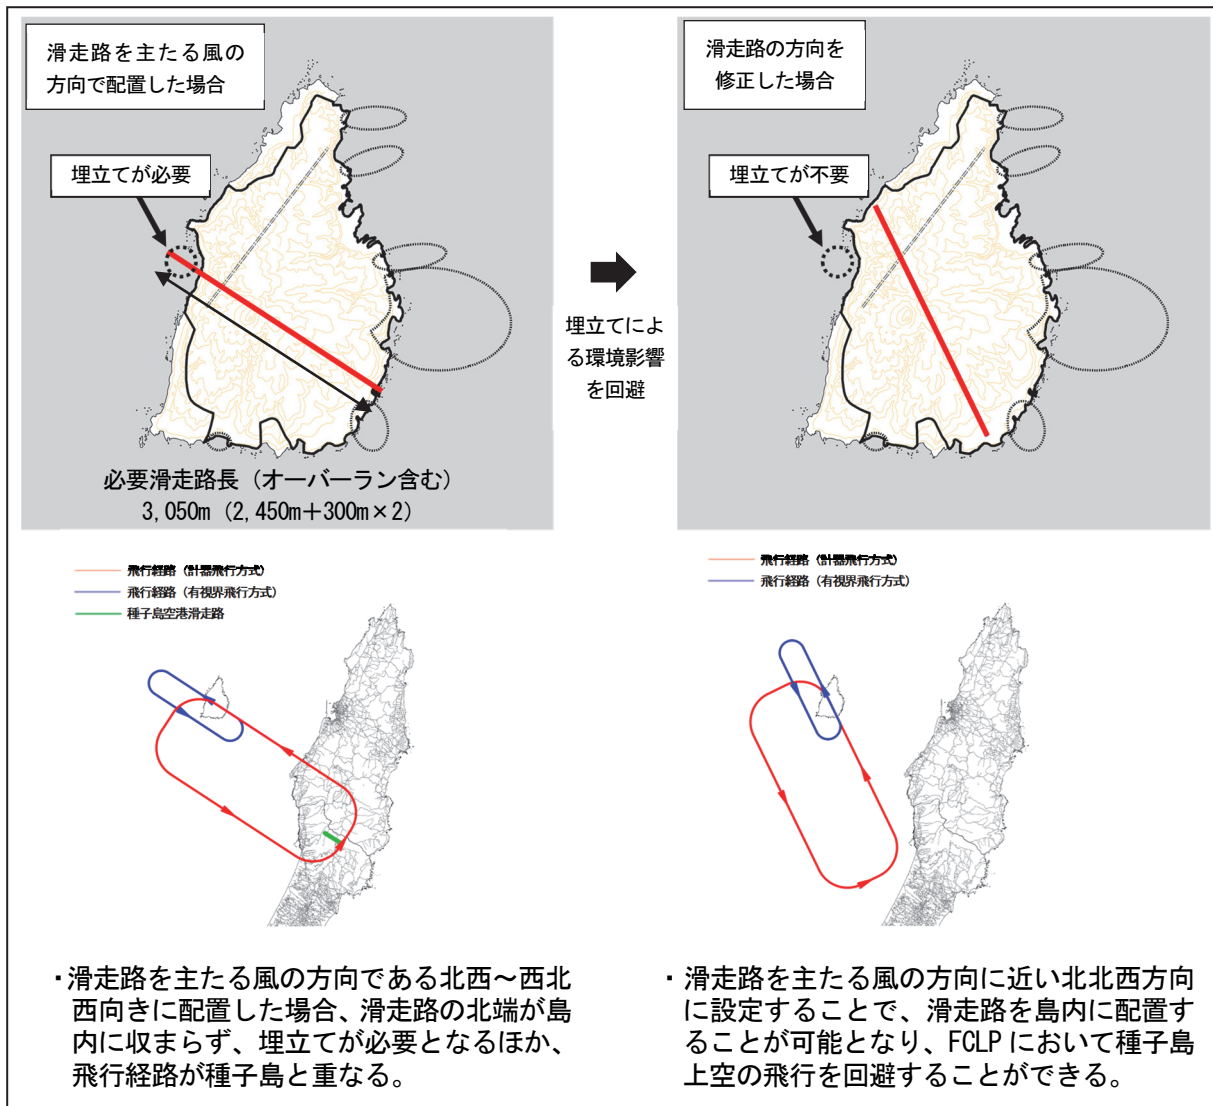 滑走路を主たる風の
方向で配置した場合
埋立てが必要
必要滑走路長（オーバーラン含む）
3,050m（2,450m＋300m×2）
埋立てによ
る環境影響
を回避
滑走路の方向を
修正した場合
埋立てが不要
飛行経路（計器飛行方式）
飛行経路（有視界飛行方式）
種子島空港滑走路
飛行経路（計器飛行方式）
飛行経路（有視界飛行方式）
・滑走路を主たる風の方向である北西～西北
西向きに配置した場合、滑走路の北端が島
内に収まらず、埋立てが必要となるほか、
飛行経路が種子島と重なる。
・滑走路を主たる風の方向に近い北北西方向
に設定することで、滑走路を島内に配置す
ることが可能となり、FCLPにおいて種子島
上空の飛行を回避することができる。